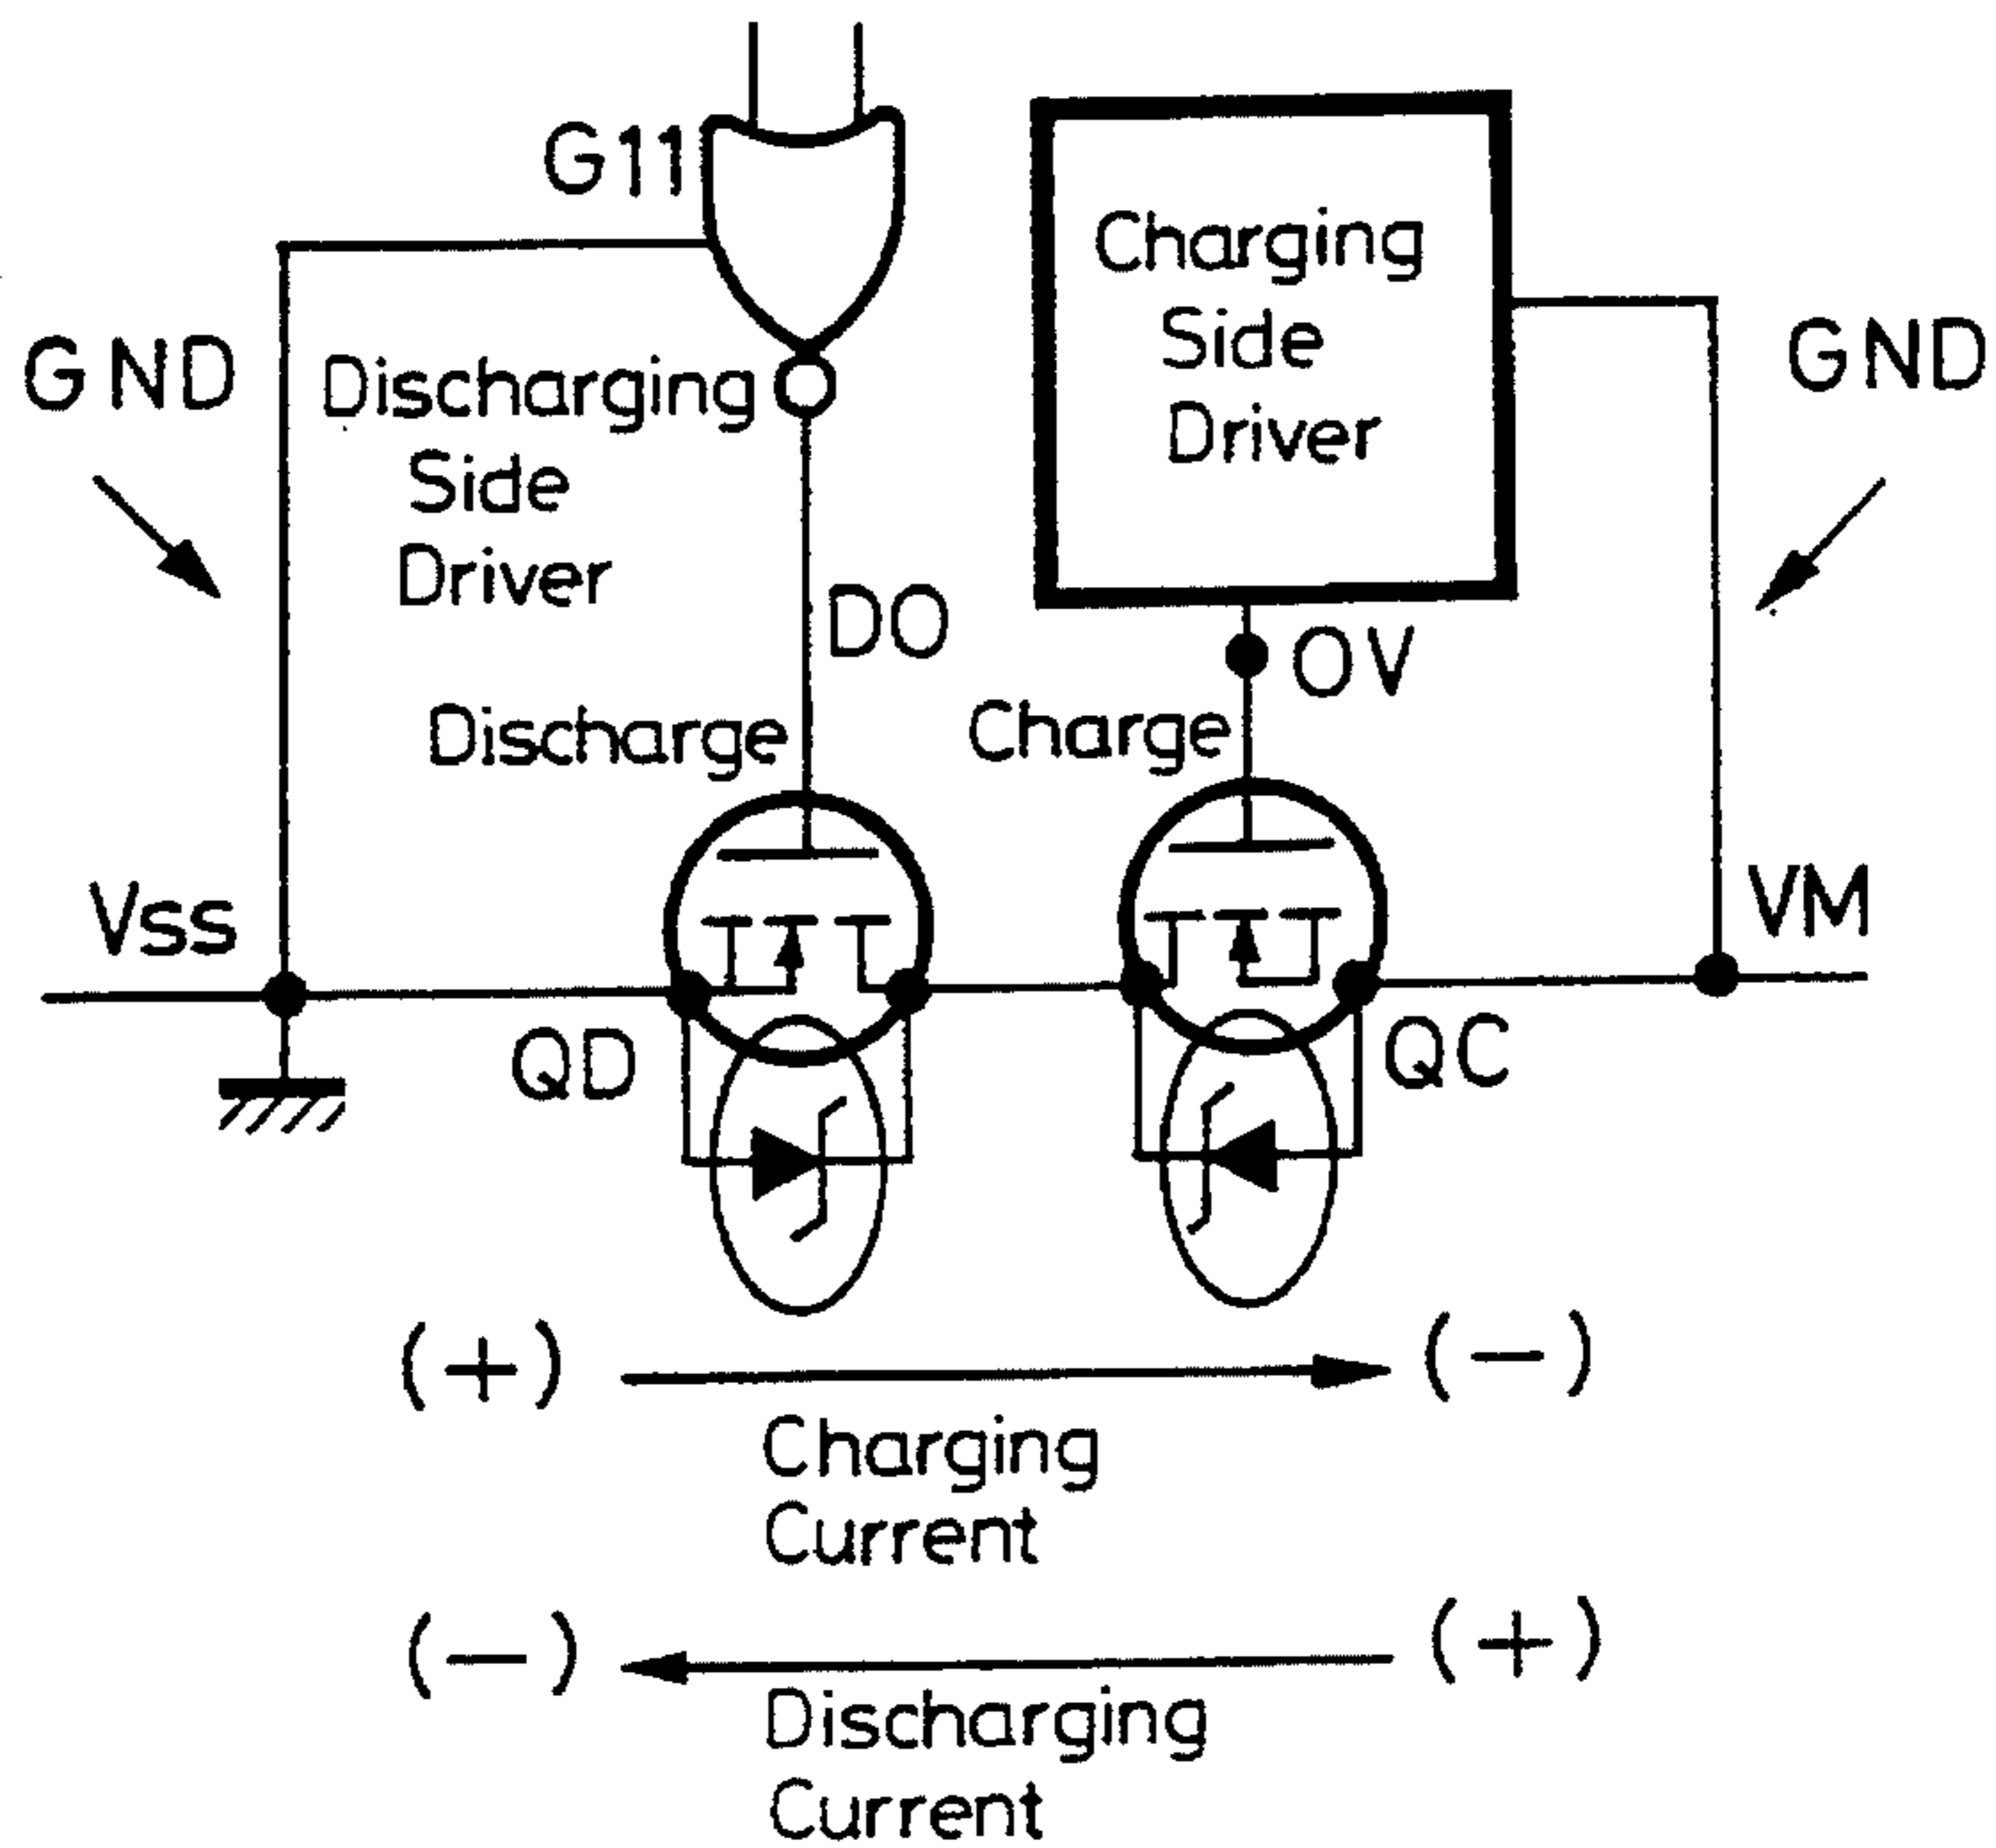 G11
Charging
Side
Driver
GND
Discharging
Side
Driver
GND
DO
OV
Discharge
Charge
Vss
VM
QD
QC
(+)
(−)
Charging
Current
(−)
(+)
Discharging
Current